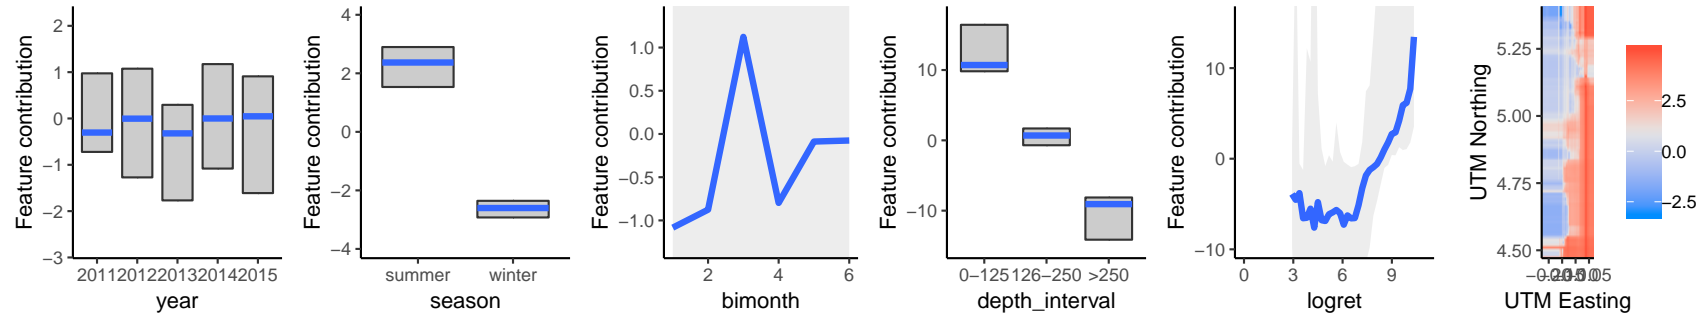 Feature contribution
2
1
0
−1
−2
−3
2011 2012 2013 2014 2015
year
Feature contribution
4
2
0
−2
−4
summer winter
season
Feature contribution
1.0
0.5
0.0
−0.5
−1.0
2 4 6
bimonth
Feature contribution
10
0
−10
0−125 126−250 >250
depth_interval
Feature contribution
10
0
−10
0 3 6 9
logret
UTM Northing
5.25
5.00
4.75
4.50
UTM Easting
2.5
0.0
−2.5